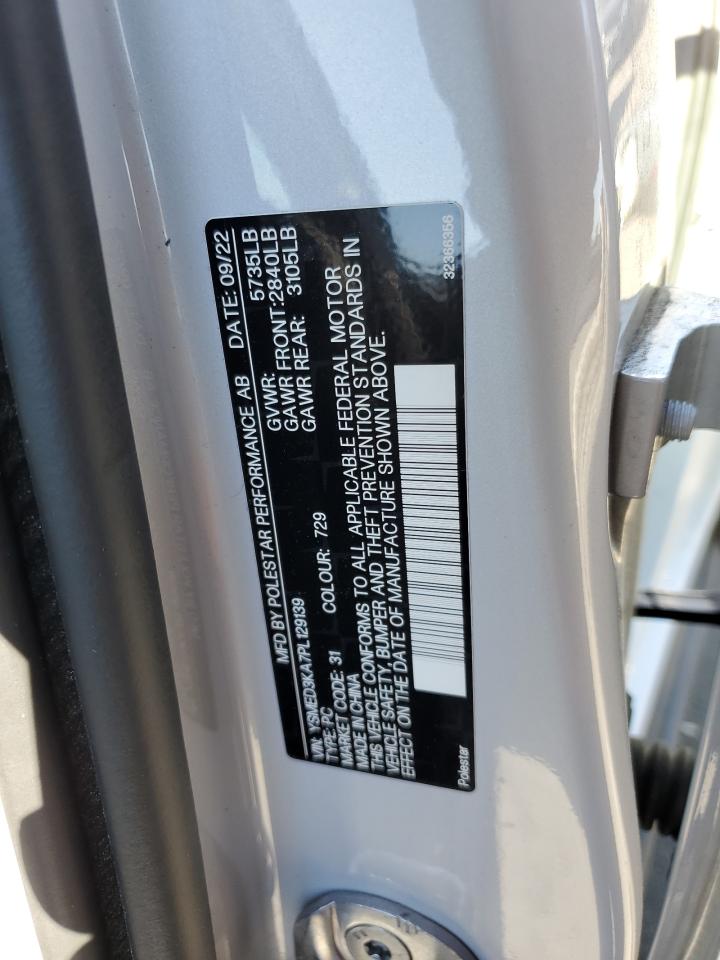 MFD BY POLESTAR PERFORMANCE AB DATE: 09/22
VIN: YSMED3KA7PL129139 GVWR: 5735LB
TYPE: PC GAWR FRONT:2840LB
MARKET CODE: 31 COLOUR: 729 GAWR REAR: 3105LB
MADE IN CHINA
THIS VEHICLE CONFORMS TO ALL APPLICABLE FEDERAL MOTOR
VEHICLE SAFETY, BUMPER AND THEFT PREVENTION STANDARDS IN
EFFECT ON THE DATE OF MANUFACTURE SHOWN ABOVE.
Polestar 32366356